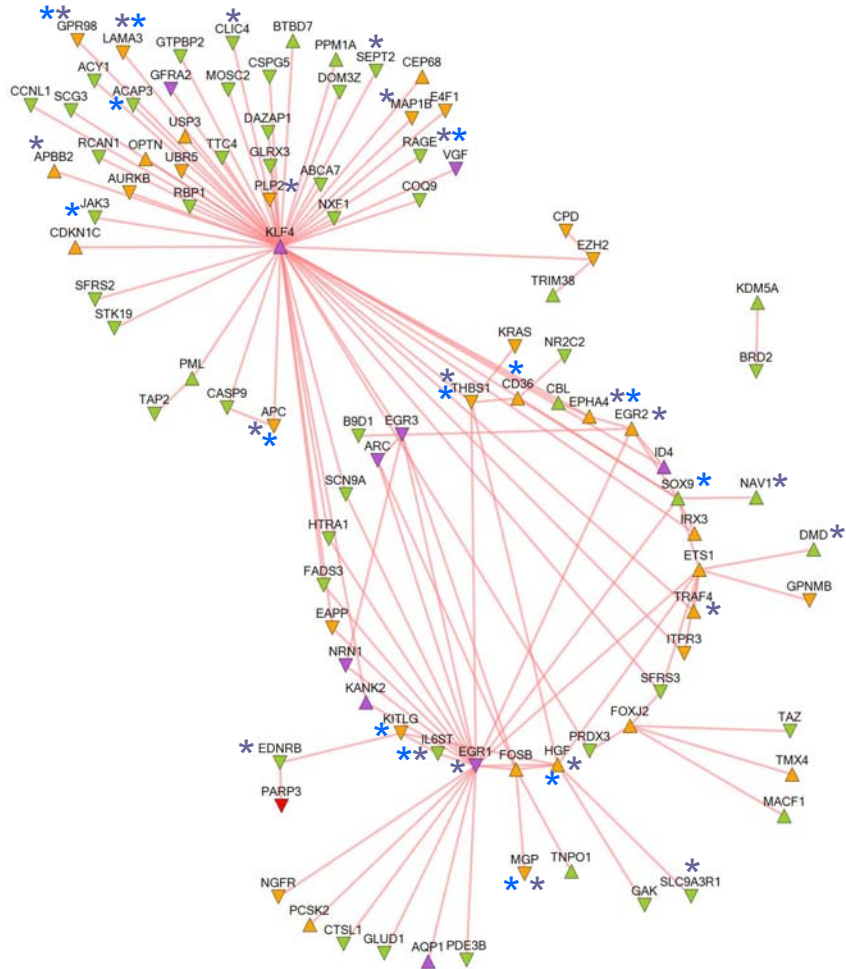 GPR98
LAMA3
CLIC4
BTBD7
GTPBP2
PPM1A
SEPT2
ACY1
GFRA2
MOSC2
CSPG5
DOM3Z
CEP68
CCNL1
SCG3
ACAP3
MAP1B
E4F1
USP3
DAZAP1
RCAN1
OPTN
TTC4
GLRX3
RAGE
VGF
APBB2
UBR5
ABCA7
AURKB
RBP1
PLP2
NXF1
COQ9
JAK3
CDKN1C
KLF4
CPD
EZH2
SFRS2
TRIM38
KDM5A
STK19
KRAS
NR2C2
BRD2
PML
TAP2
CASP9
APC
THBS1
CD36
CBL
EPHA4
EGR2
B9D1
EGR3
ARC
ID4
SCN9A
SOX9
NAV1
HTRA1
IRX3
DMD
ETS1
FADS3
GPNMB
EAPP
TRAF4
NRN1
ITPR3
KANK2
SFRS3
KITLG
FOXJ2
TAZ
EDNRB
IL6ST
EGR1
FOSB
HGF
PRDX3
PARP3
TMX4
MACF1
MGP
TNPO1
NGFR
GAK
SLC9A3R1
PCSK2
CTSL1
GLUD1
AQP1
PDE3B